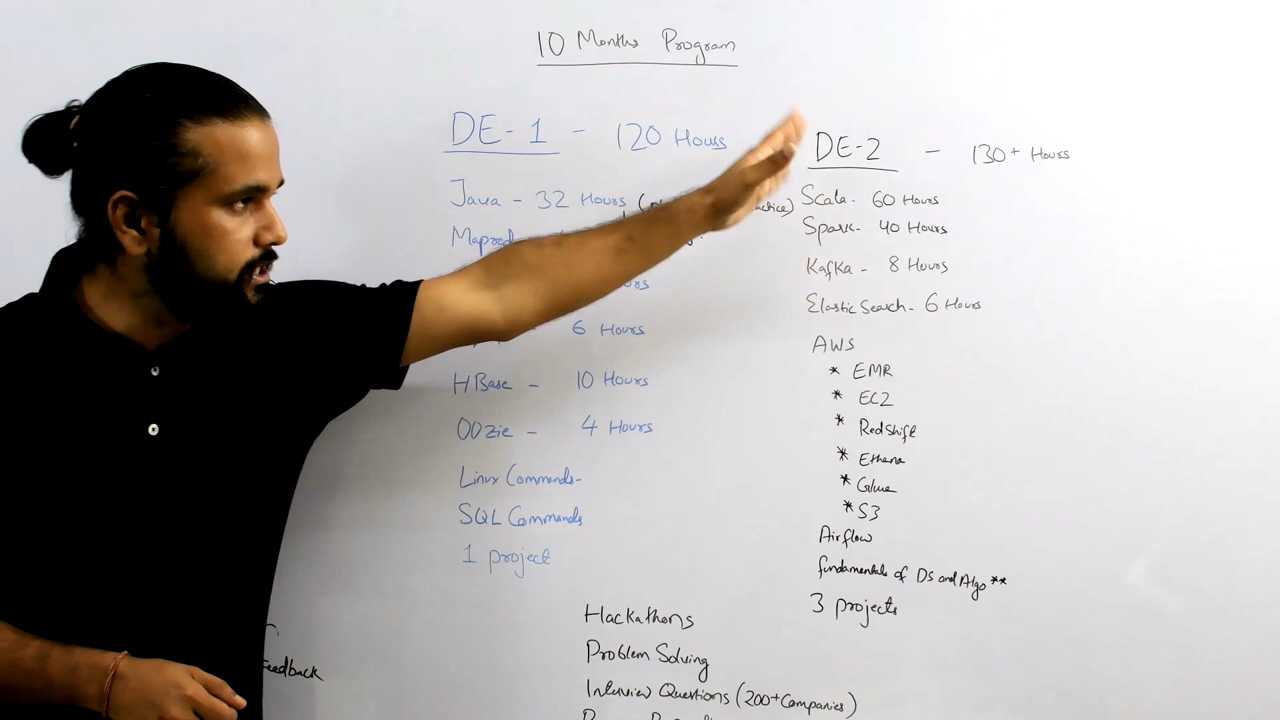 10 Months Program
DE-1 - 120 Hours
Java - 32 Hours
6 Hours
HBase - 10 Hours
OOzie - 4 Hours
Linux Commands-
SQL Commands
1 project
DE-2 - 130+ Hours
Scala - 60 Hours
Spark - 40 Hours
Kafka - 8 Hours
Elastic Search - 6 Hours
AWS
* EMR
* EC2
* Redshift
* Ethena
* Glue
* S3
Airflow
fundamentals of DS and Algo **
3 projects
Hackathons
Problem Solving
Interview Questions (200+ Companies)